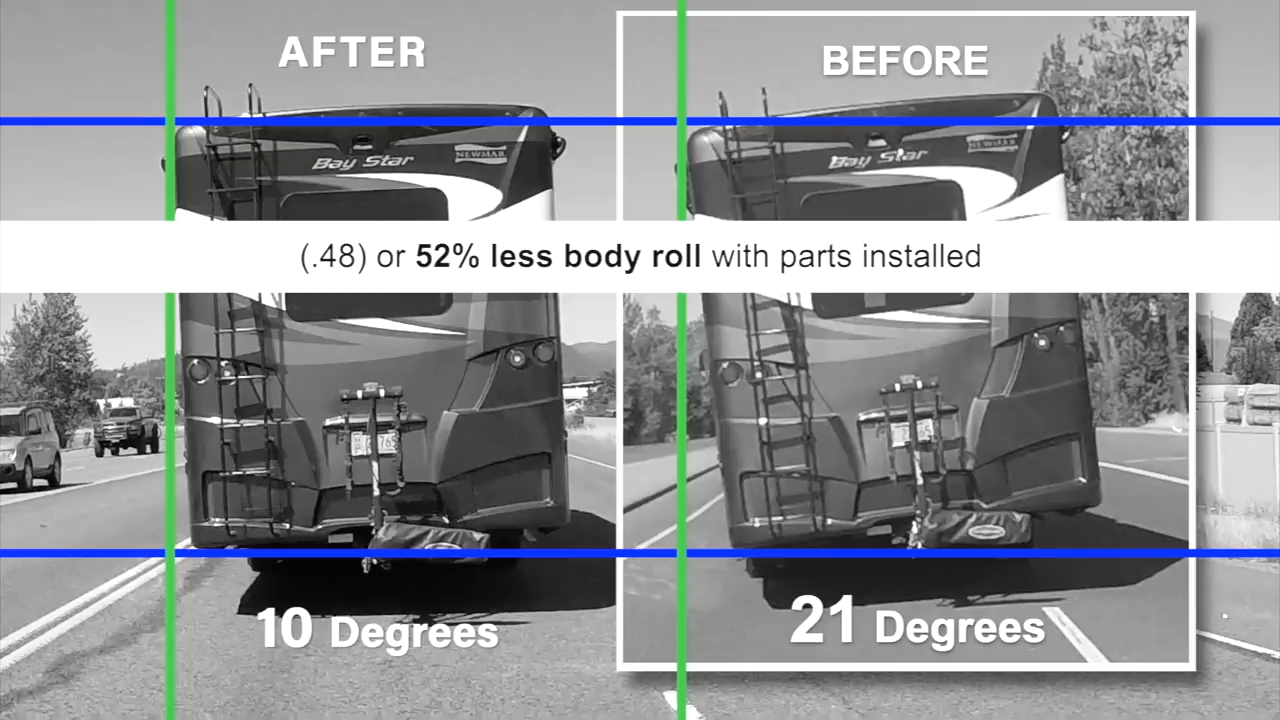 AFTER
BEFORE
Bay Star
NEWMAR
Bay Star
NEWMAR
(.48) or 52% less body roll with parts installed
10 Degrees
21 Degrees